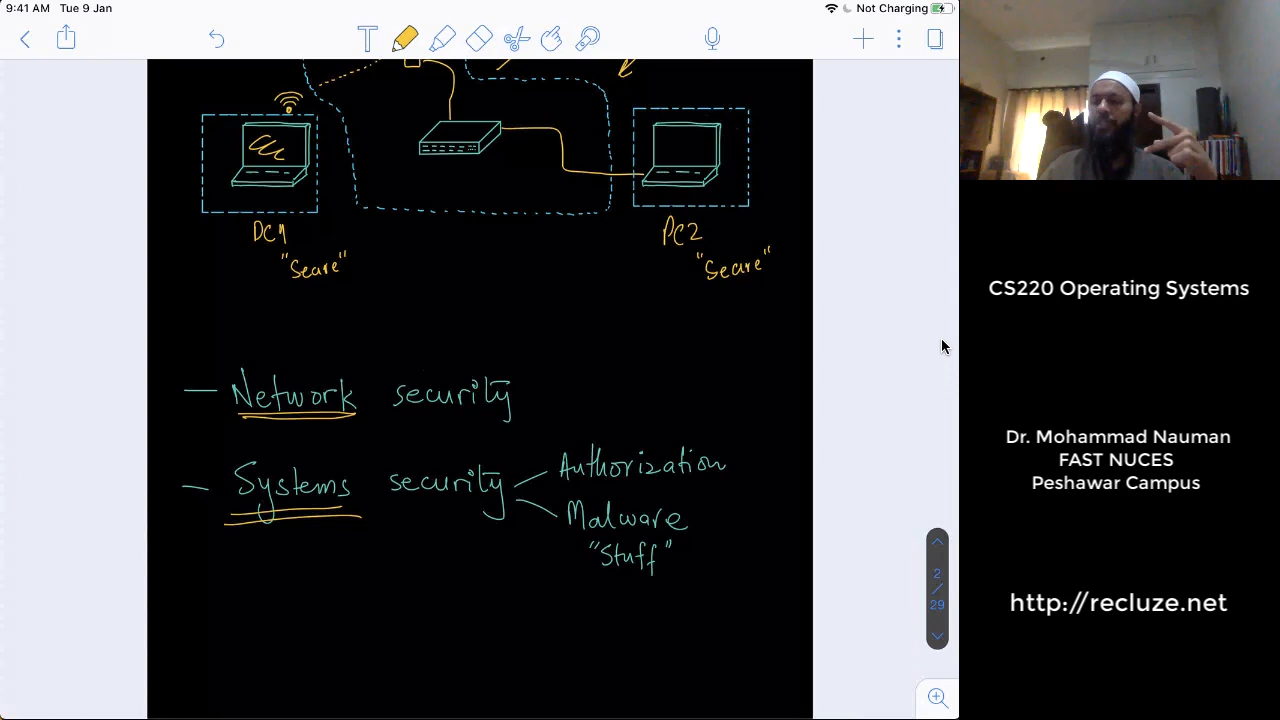 9:41 AM Tue 9 Jan
Not Charging
PC1
"Secure"
PC2
"Secure"
— Network security
— Systems security
Authorization
Malware
"Stuff"
2
/
29
CS220 Operating Systems
Dr. Mohammad Nauman
FAST NUCES
Peshawar Campus
http://recluze.net